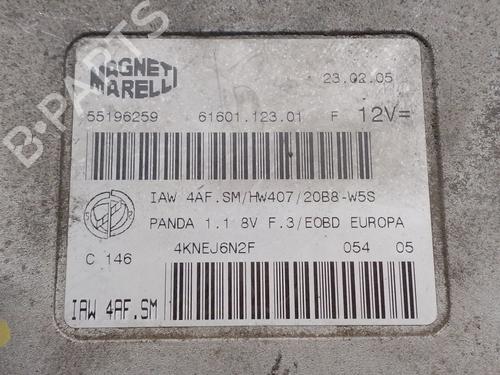 MAGNETI
MARELLI
23.02.05
55196259 61601.123.01 F 12V=
IAW 4AF.SM/HW407/20B8-W5S
PANDA 1.1 8V F.3/EOBD EUROPA
4KNEJ6N2F 054 05
C 146
IAW 4AF.SM
B-PARTS